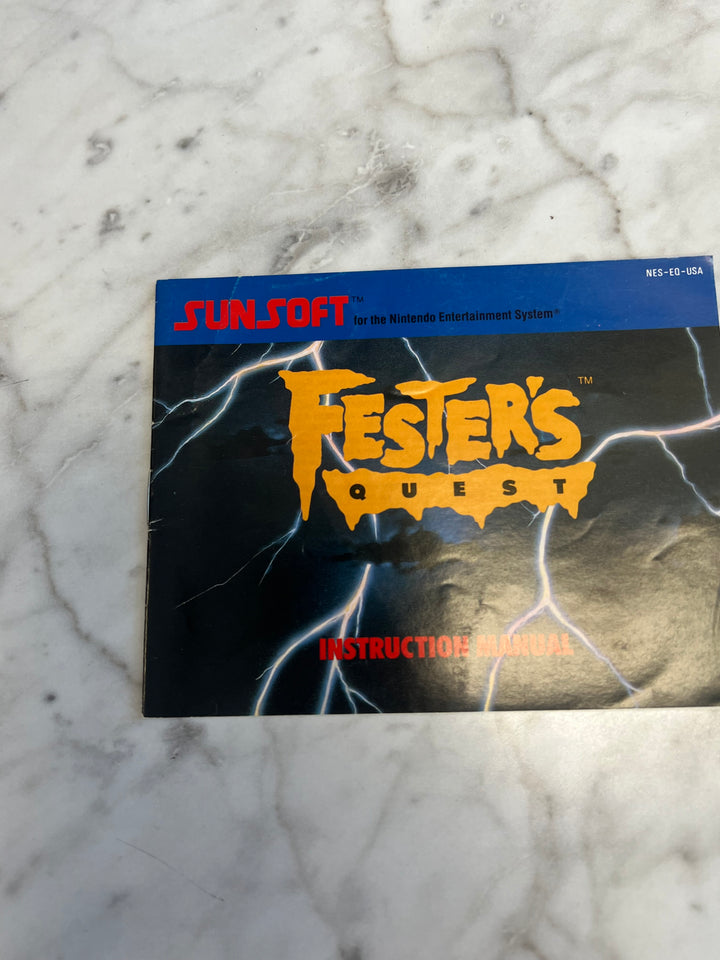 NES-EQ-USA
SUNSOFT™ for the Nintendo Entertainment System®
FESTER'S™
QUEST
INSTRUCTION MANUAL